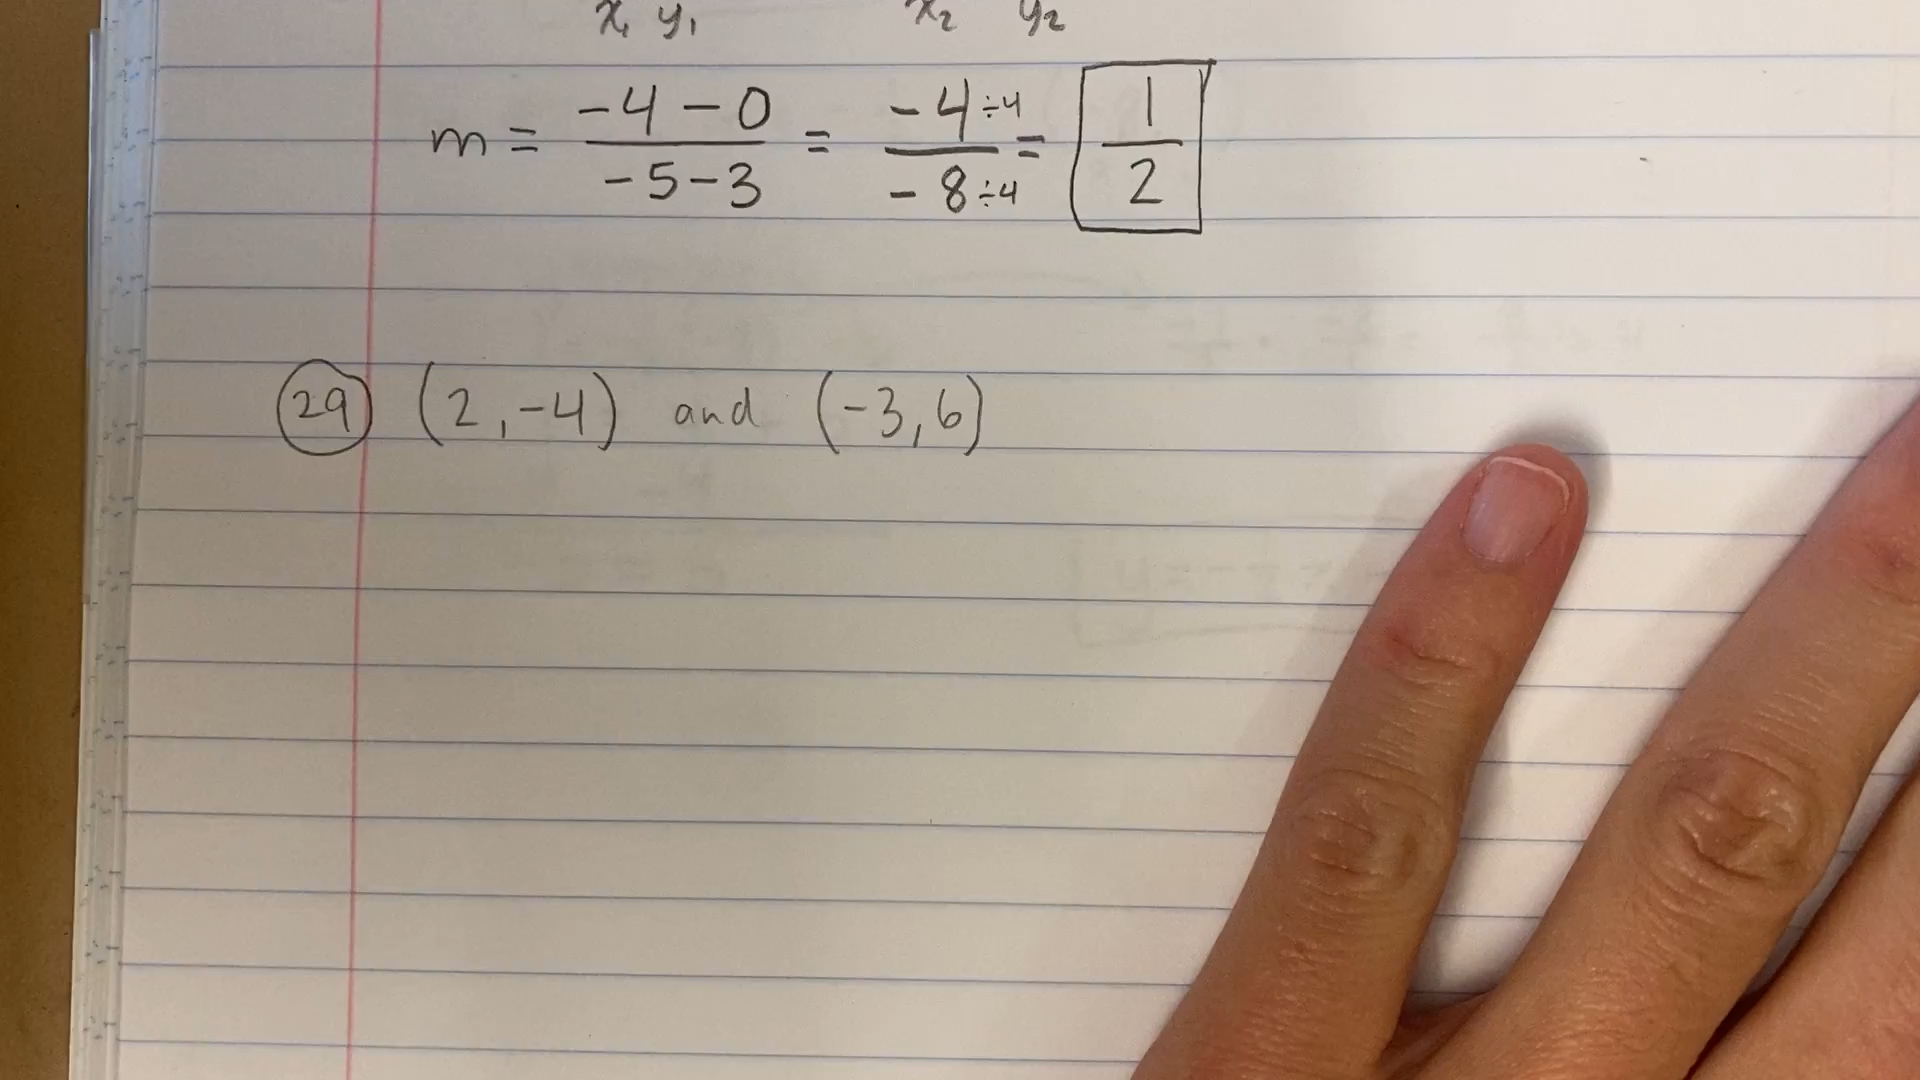 x₁ y₁ x₂ y₂
m = -4 - 0 / -5 - 3 = -4 ÷4 / -8 ÷4 = 1/2
29 (2, -4) and (-3, 6)